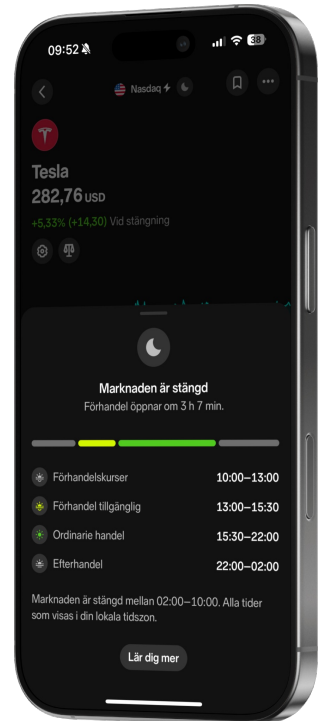 09:52
38
Nasdaq
Tesla
282,76 USD
+5,33% (+14,30) Vid stängning
Marknaden är stängd
Förhandel öppnar om 3 h 7 min.
Förhandelskurser 10:00–13:00
Förhandel tillgänglig 13:00–15:30
Ordinarie handel 15:30–22:00
Efterhandel 22:00–02:00
Marknaden är stängd mellan 02:00–10:00. Alla tider
som visas i din lokala tidszon.
Lär dig mer